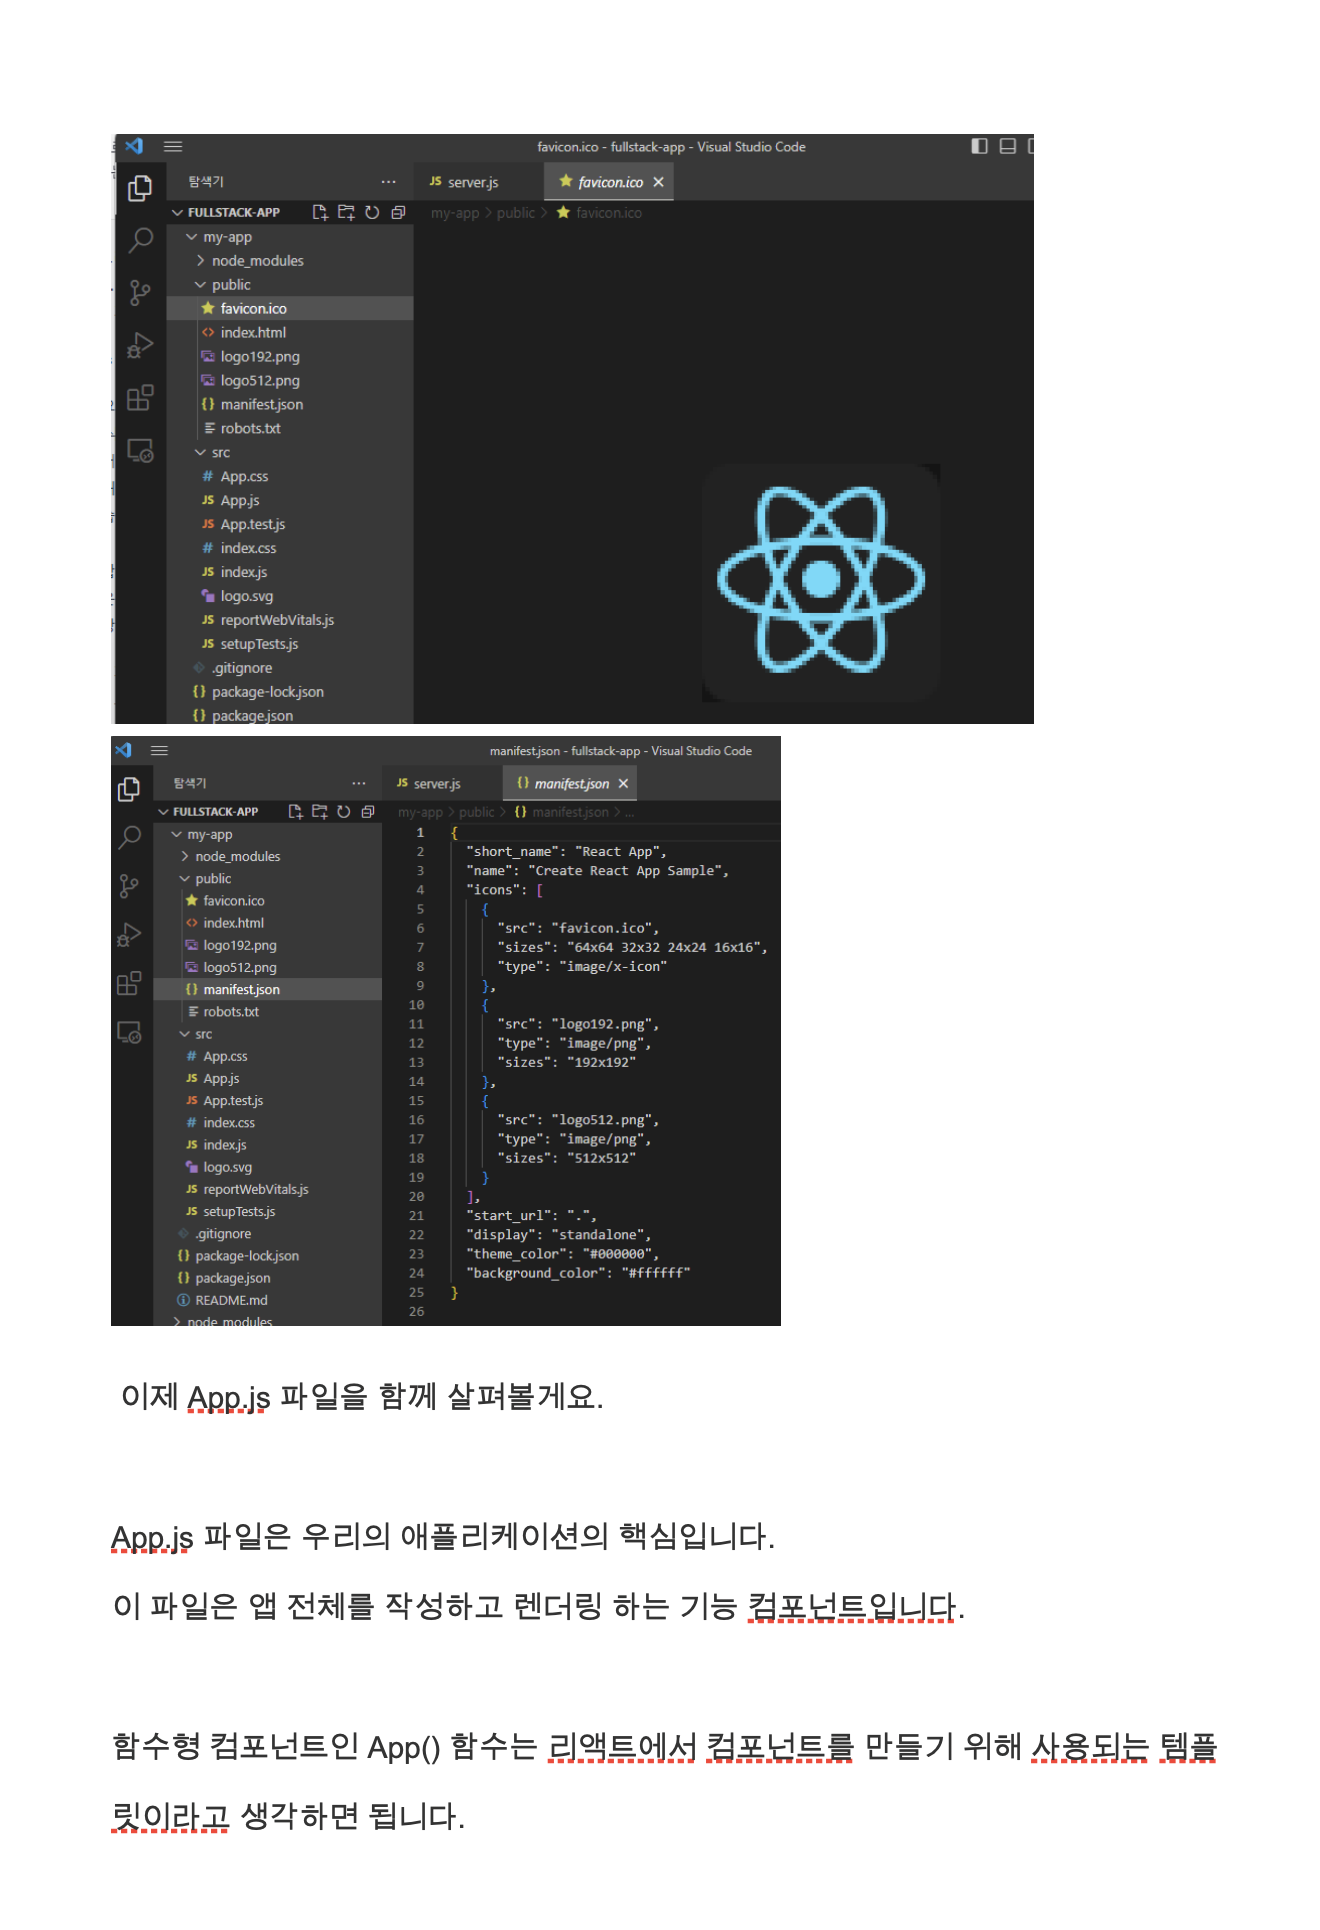 favicon.ico - fullstack-app - Visual Studio Code
탐색기
JS server.js
favicon.ico
FULLSTACK-APP
my-app > public > favicon.ico
my-app
node_modules
public
favicon.ico
index.html
logo192.png
logo512.png
manifest.json
robots.txt
src
# App.css
JS App.js
JS App.test.js
# index.css
JS index.js
logo.svg
JS reportWebVitals.js
JS setupTests.js
.gitignore
{} package-lock.json
{} package.json
manifest.json - fullstack-app - Visual Studio Code
탐색기
JS server.js
{} manifest.json
FULLSTACK-APP
my-app > public > {} manifest.json > ...
my-app
node_modules
public
favicon.ico
index.html
logo192.png
logo512.png
{} manifest.json
robots.txt
src
# App.css
JS App.js
JS App.test.js
# index.css
JS index.js
logo.svg
JS reportWebVitals.js
JS setupTests.js
.gitignore
{} package-lock.json
{} package.json
README.md
node_modules
1 {
2 "short_name": "React App",
3 "name": "Create React App Sample",
4 "icons": [
5 {
6 "src": "favicon.ico",
7 "sizes": "64x64 32x32 24x24 16x16",
8 "type": "image/x-icon"
9 },
10 {
11 "src": "logo192.png",
12 "type": "image/png",
13 "sizes": "192x192"
14 },
15 {
16 "src": "logo512.png",
17 "type": "image/png",
18 "sizes": "512x512"
19 }
20 ],
21 "start_url": ".",
22 "display": "standalone",
23 "theme_color": "#000000",
24 "background_color": "#ffffff"
25 }
26
이제 App.js 파일을 함께 살펴볼게요.
App.js 파일은 우리의 애플리케이션의 핵심입니다.
이 파일은 앱 전체를 작성하고 렌더링 하는 기능 컴포넌트입니다.
함수형 컴포넌트인 App() 함수는 리액트에서 컴포넌트를 만들기 위해 사용되는 템플
릿이라고 생각하면 됩니다.